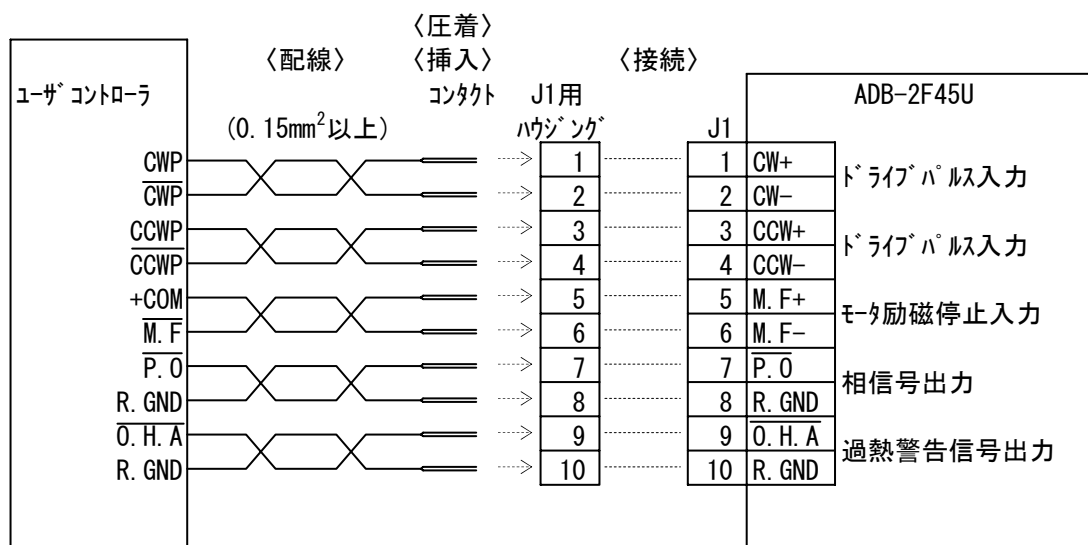 〈圧着〉
〈配線〉 〈挿入〉 〈接続〉
ﾕｰｻﾞｺﾝﾄﾛｰﾗ ｺﾝﾀｸﾄ J1用 ADB-2F45U
(0.15mm²以上) ﾊｳｼﾞﾝｸﾞ J1
CWP 1 1 CW+
C̅W̅P̅ 2 2 CW- ﾄﾞﾗｲﾌﾞﾊﾟﾙｽ入力
CCWP 3 3 CCW+
C̅C̅W̅P̅ 4 4 CCW- ﾄﾞﾗｲﾌﾞﾊﾟﾙｽ入力
+COM 5 5 M.F+
M̅.̅F̅ 6 6 M.F- ﾓｰﾀ励磁停止入力
P̅.̅O̅ 7 7 P̅.̅O̅
R.GND 8 8 R.GND 相信号出力
O̅.̅H̅.̅A̅ 9 9 O̅.̅H̅.̅A̅
R.GND 10 10 R.GND 過熱警告信号出力